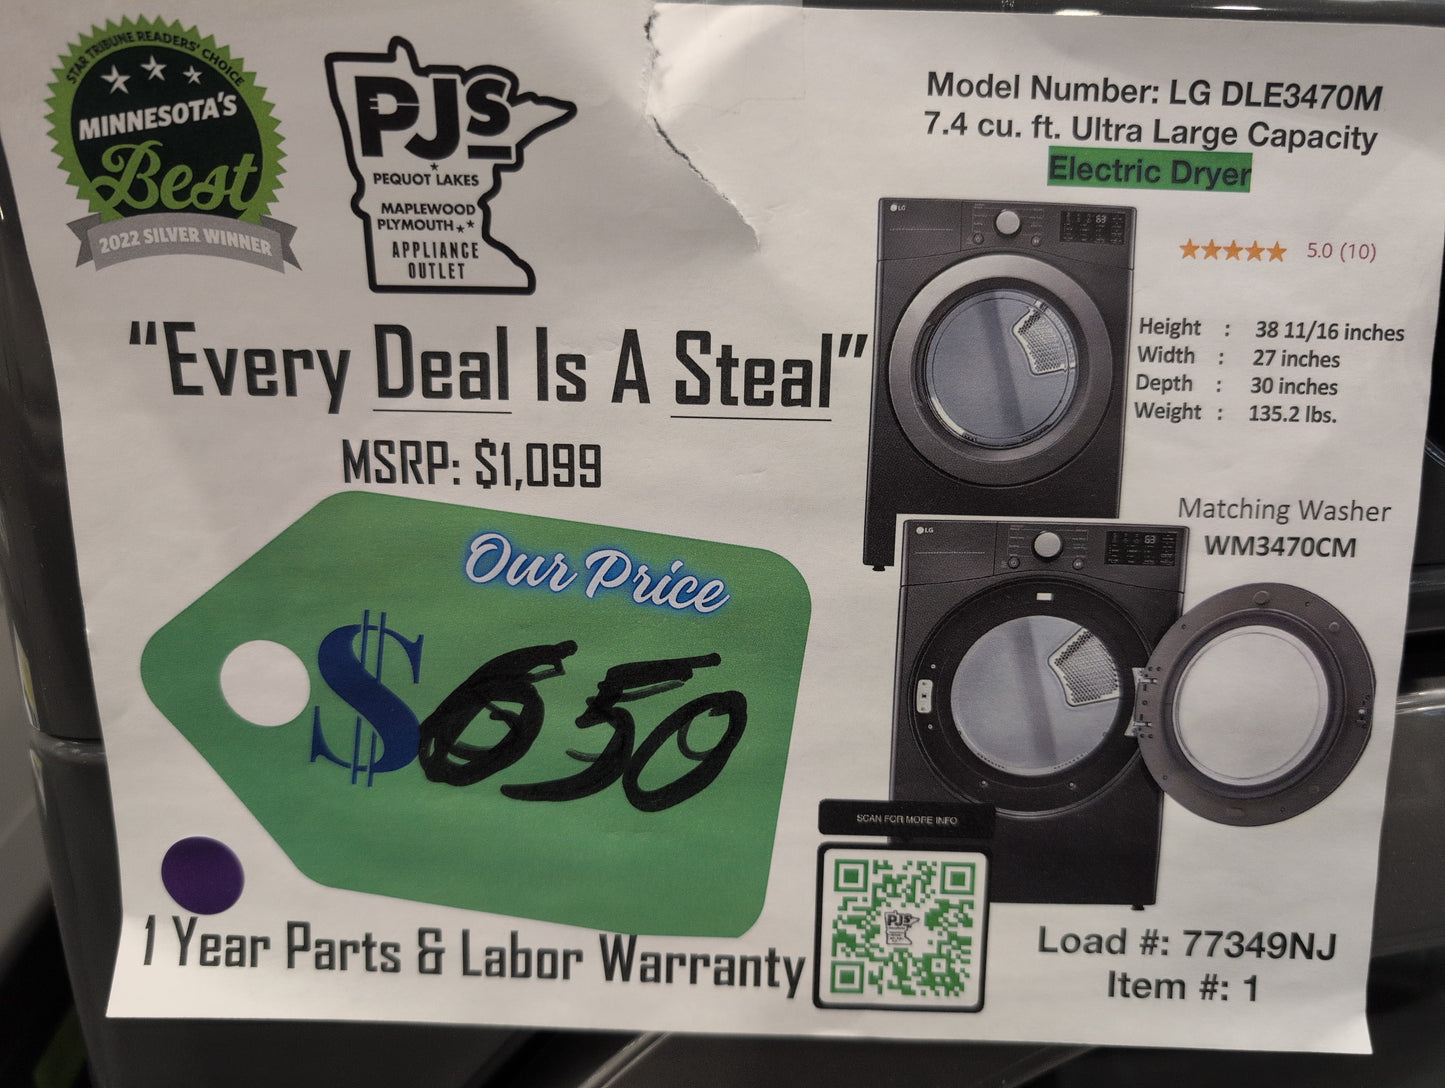 STAR TRIBUNE READERS' CHOICE
MINNESOTA'S
Best
2022 SILVER WINNER
PJS
PEQUOT LAKES
MAPLEWOOD
PLYMOUTH
APPLIANCE
OUTLET
Model Number: LG DLE3470M
7.4 cu. ft. Ultra Large Capacity
Electric Dryer
5.0 (10)
"Every Deal Is A Steal"
MSRP: $1,099
LG
Height : 38 11/16 inches
Width : 27 inches
Depth : 30 inches
Weight : 135.2 lbs.
Our Price
$650
Matching Washer
WM3470CM
LG
SCAN FOR MORE INFO
PJS
1 Year Parts & Labor Warranty
Load #: 77349NJ
Item #: 1